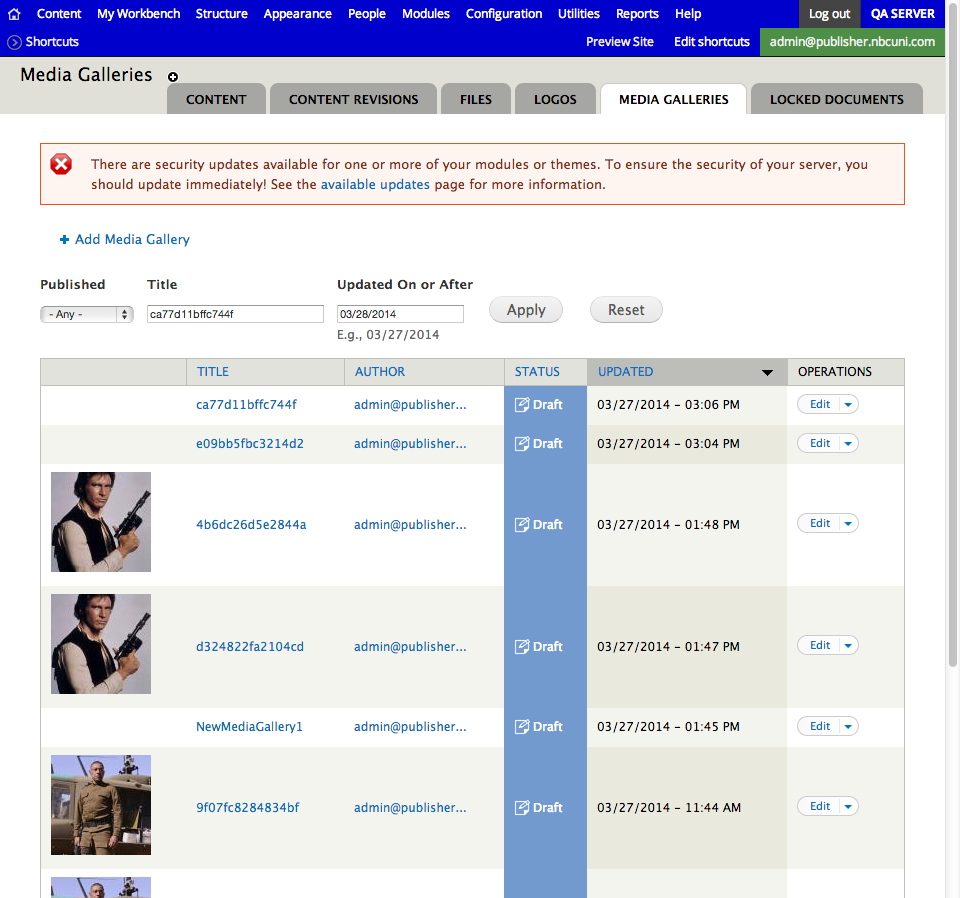 Content My Workbench Structure Appearance People Modules Configuration Utilities Reports Help Log out QA SERVER
Shortcuts Preview Site Edit shortcuts admin@publisher.nbcuni.com
Media Galleries
CONTENT CONTENT REVISIONS FILES LOGOS MEDIA GALLERIES LOCKED DOCUMENTS
There are security updates available for one or more of your modules or themes. To ensure the security of your server, you
should update immediately! See the available updates page for more information.
Add Media Gallery
Published Title Updated On or After
- Any - ca77d11bffc744f 03/28/2014 Apply Reset
E.g., 03/27/2014
TITLE AUTHOR STATUS UPDATED OPERATIONS
ca77d11bffc744f admin@publisher... Draft 03/27/2014 – 03:06 PM Edit
e09bb5fbc3214d2 admin@publisher... Draft 03/27/2014 – 03:04 PM Edit
4b6dc26d5e2844a admin@publisher... Draft 03/27/2014 – 01:48 PM Edit
d324822fa2104cd admin@publisher... Draft 03/27/2014 – 01:47 PM Edit
NewMediaGallery1 admin@publisher... Draft 03/27/2014 – 01:45 PM Edit
9f07fc8284834bf admin@publisher... Draft 03/27/2014 – 11:44 AM Edit